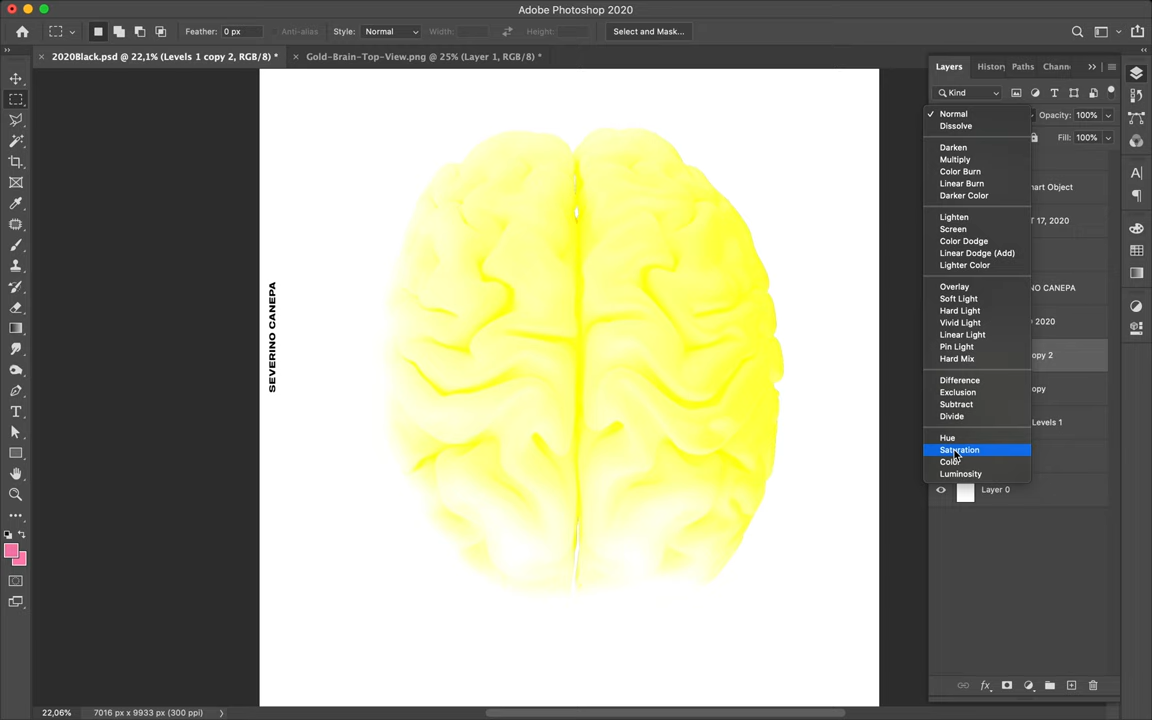 Adobe Photoshop 2020
Feather: 0 px
Anti-alias
Style: Normal
Width:
Height:
Select and Mask...
2020Black.psd @ 22,1% (Levels 1 copy 2, RGB/8) *
Gold-Brain-Top-View.png @ 25% (Layer 1, RGB/8) *
Layers
History
Paths
Chann
Kind
Normal
Opacity: 100%
Dissolve
Fill: 100%
Darken
Multiply
Color Burn
Linear Burn
Darker Color
Lighten
Screen
Color Dodge
Linear Dodge (Add)
Lighter Color
Overlay
Soft Light
Hard Light
Vivid Light
Linear Light
Pin Light
Hard Mix
Difference
Exclusion
Subtract
Divide
Hue
Saturation
Color
Luminosity
nart Object
T 17, 2020
NO CANEPA
2020
opy 2
opy
Levels 1
Layer 0
SEVERINO CANEPA
22,06%
7016 px x 9933 px (300 ppi)